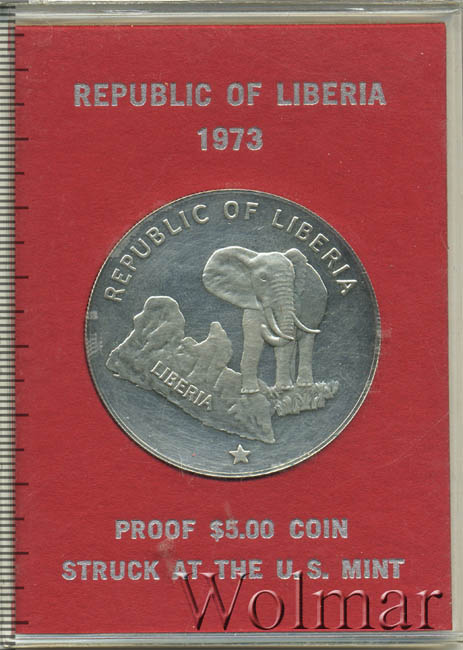 REPUBLIC OF LIBERIA
1973
REPUBLIC OF LIBERIA
LIBERIA
PROOF $5.00 COIN
STRUCK AT THE U.S. MINT
Wolmar